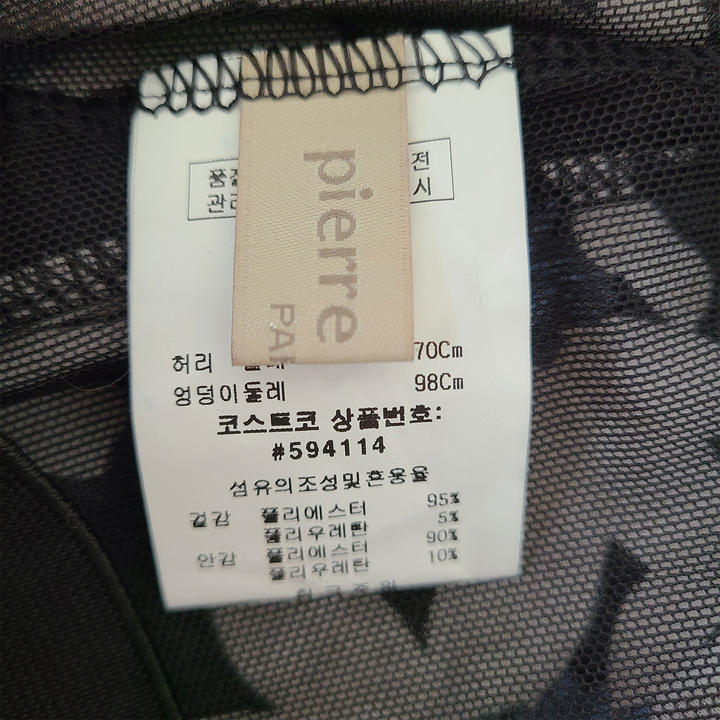 전
시
pierre
허리
70Cm
엉덩이둘레 98Cm
코스트코 상품번호:
#594114
섬유의조성및혼용율
겉감 폴리에스터 95%
폴리우레탄 5%
안감 폴리에스터 90%
폴리우레탄 10%